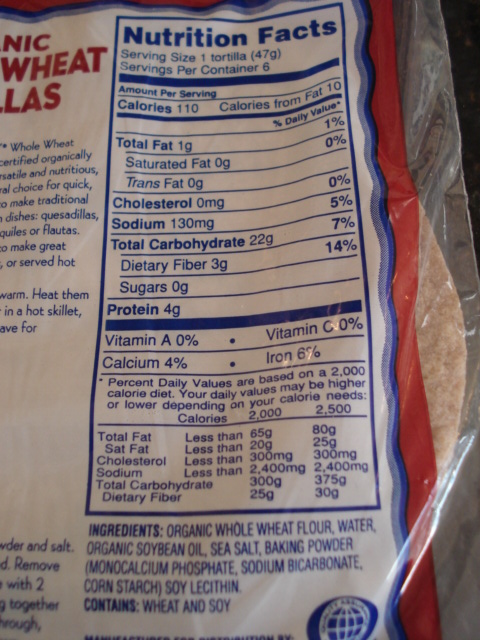 NIC
WHEAT
LLAS
Whole Wheat
certified organically
rsatile and nutritious,
ral choice for quick,
o make traditional
dishes: quesadillas,
quiles or flautas.
to make great
, or served hot
warm. Heat them
in a hot skillet,
ave for
wder and salt.
d. Remove
with 2
g together
hrough,
Nutrition Facts
Serving Size 1 tortilla (47g)
Servings Per Container 6
Amount Per Serving
Calories 110 Calories from Fat 10
% Daily Value*
Total Fat 1g 1%
Saturated Fat 0g 0%
Trans Fat 0g
Cholesterol 0mg 0%
Sodium 130mg 5%
Total Carbohydrate 22g 7%
Dietary Fiber 3g 14%
Sugars 0g
Protein 4g
Vitamin A 0% • Vitamin C 0%
Calcium 4% • Iron 6%
* Percent Daily Values are based on a 2,000
calorie diet. Your daily values may be higher
or lower depending on your calorie needs:
Calories 2,000 2,500
Total Fat Less than 65g 80g
Sat Fat Less than 20g 25g
Cholesterol Less than 300mg 300mg
Sodium Less than 2,400mg 2,400mg
Total Carbohydrate 300g 375g
Dietary Fiber 25g 30g
INGREDIENTS: ORGANIC WHOLE WHEAT FLOUR, WATER,
ORGANIC SOYBEAN OIL, SEA SALT, BAKING POWDER
(MONOCALCIUM PHOSPHATE, SODIUM BICARBONATE,
CORN STARCH) SOY LECITHIN.
CONTAINS: WHEAT AND SOY
MANUFACTURED FOR DISTRIBUTION BY: